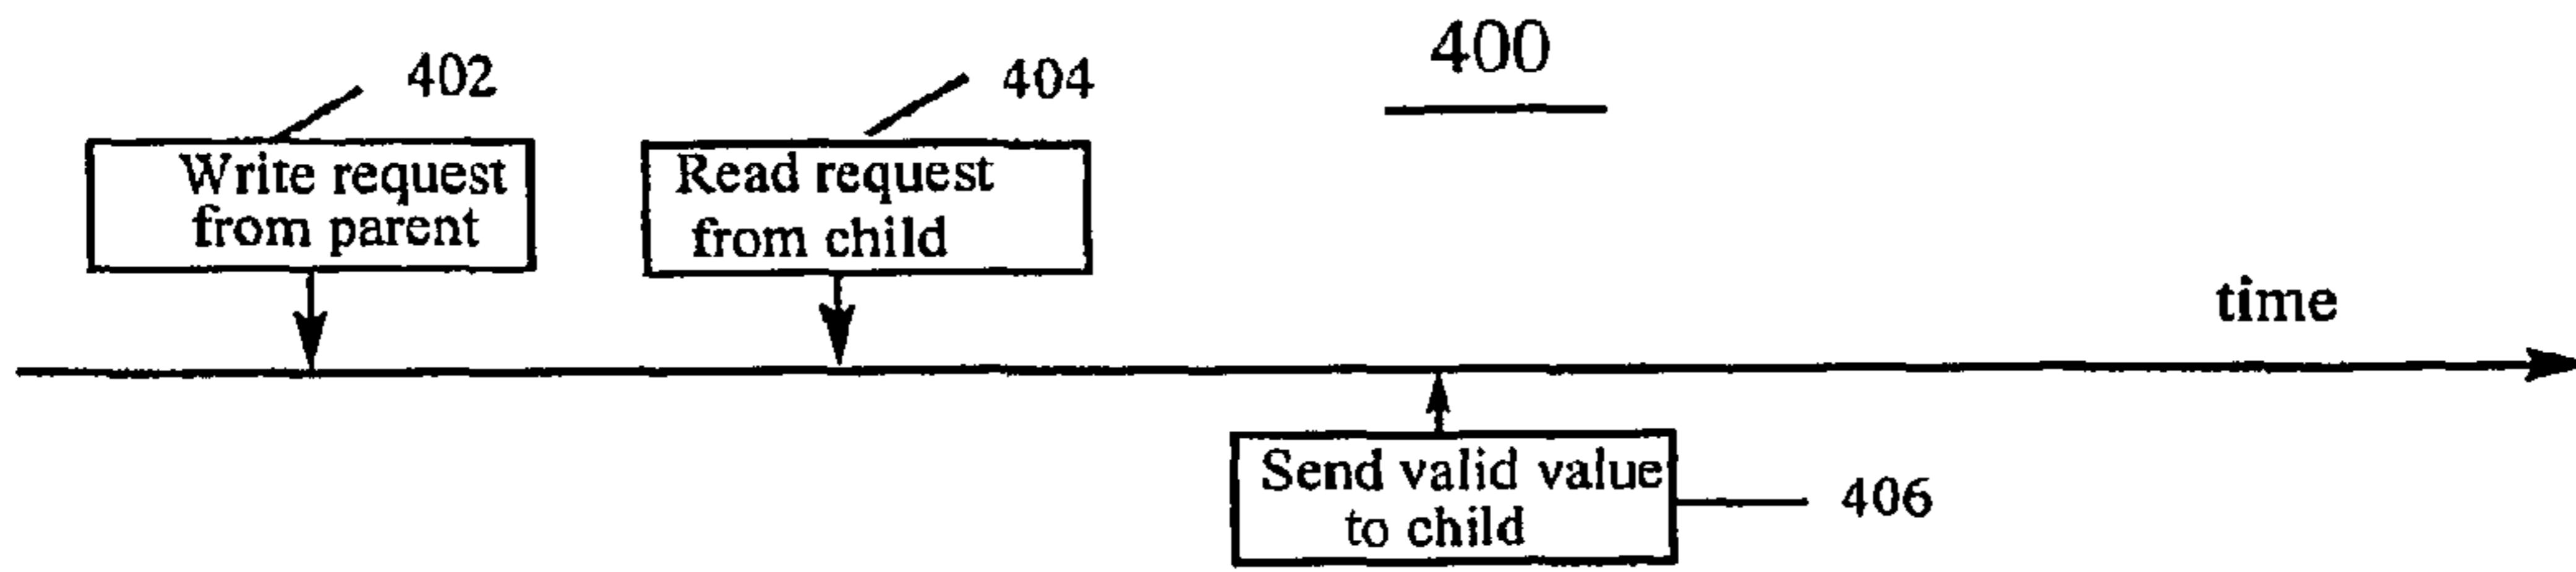 400
402
404
Write request
from parent
Read request
from child
time
Send valid value
to child
406